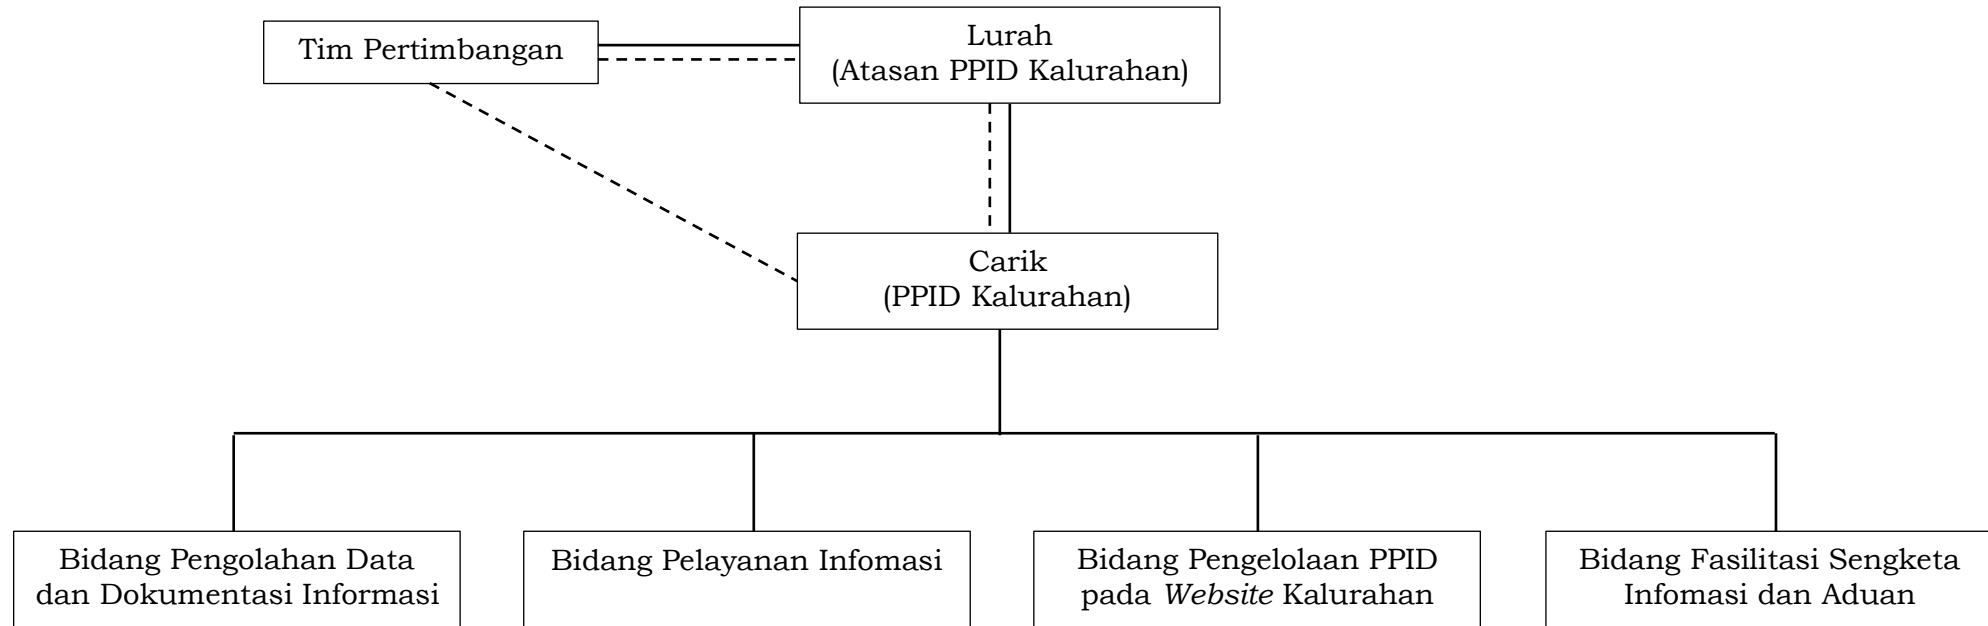 Tim Pertimbangan
Lurah
(Atasan PPID Kalurahan)
Carik
(PPID Kalurahan)
Bidang Pengolahan Data
dan Dokumentasi Informasi
Bidang Pelayanan Infomasi
Bidang Pengelolaan PPID
pada Website Kalurahan
Bidang Fasilitasi Sengketa
Infomasi dan Aduan